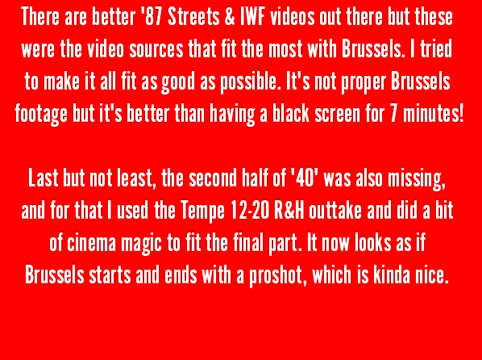 There are better '87 Streets & IWF videos out there but these
were the video sources that fit the most with Brussels. I tried
to make it all fit as good as possible. It's not proper Brussels
footage but it's better than having a black screen for 7 minutes!
Last but not least, the second half of '40' was also missing,
and for that I used the Tempe 12-20 R&H outtake and did a bit
of cinema magic to fit the final part. It now looks as if
Brussels starts and ends with a proshot, which is kinda nice.